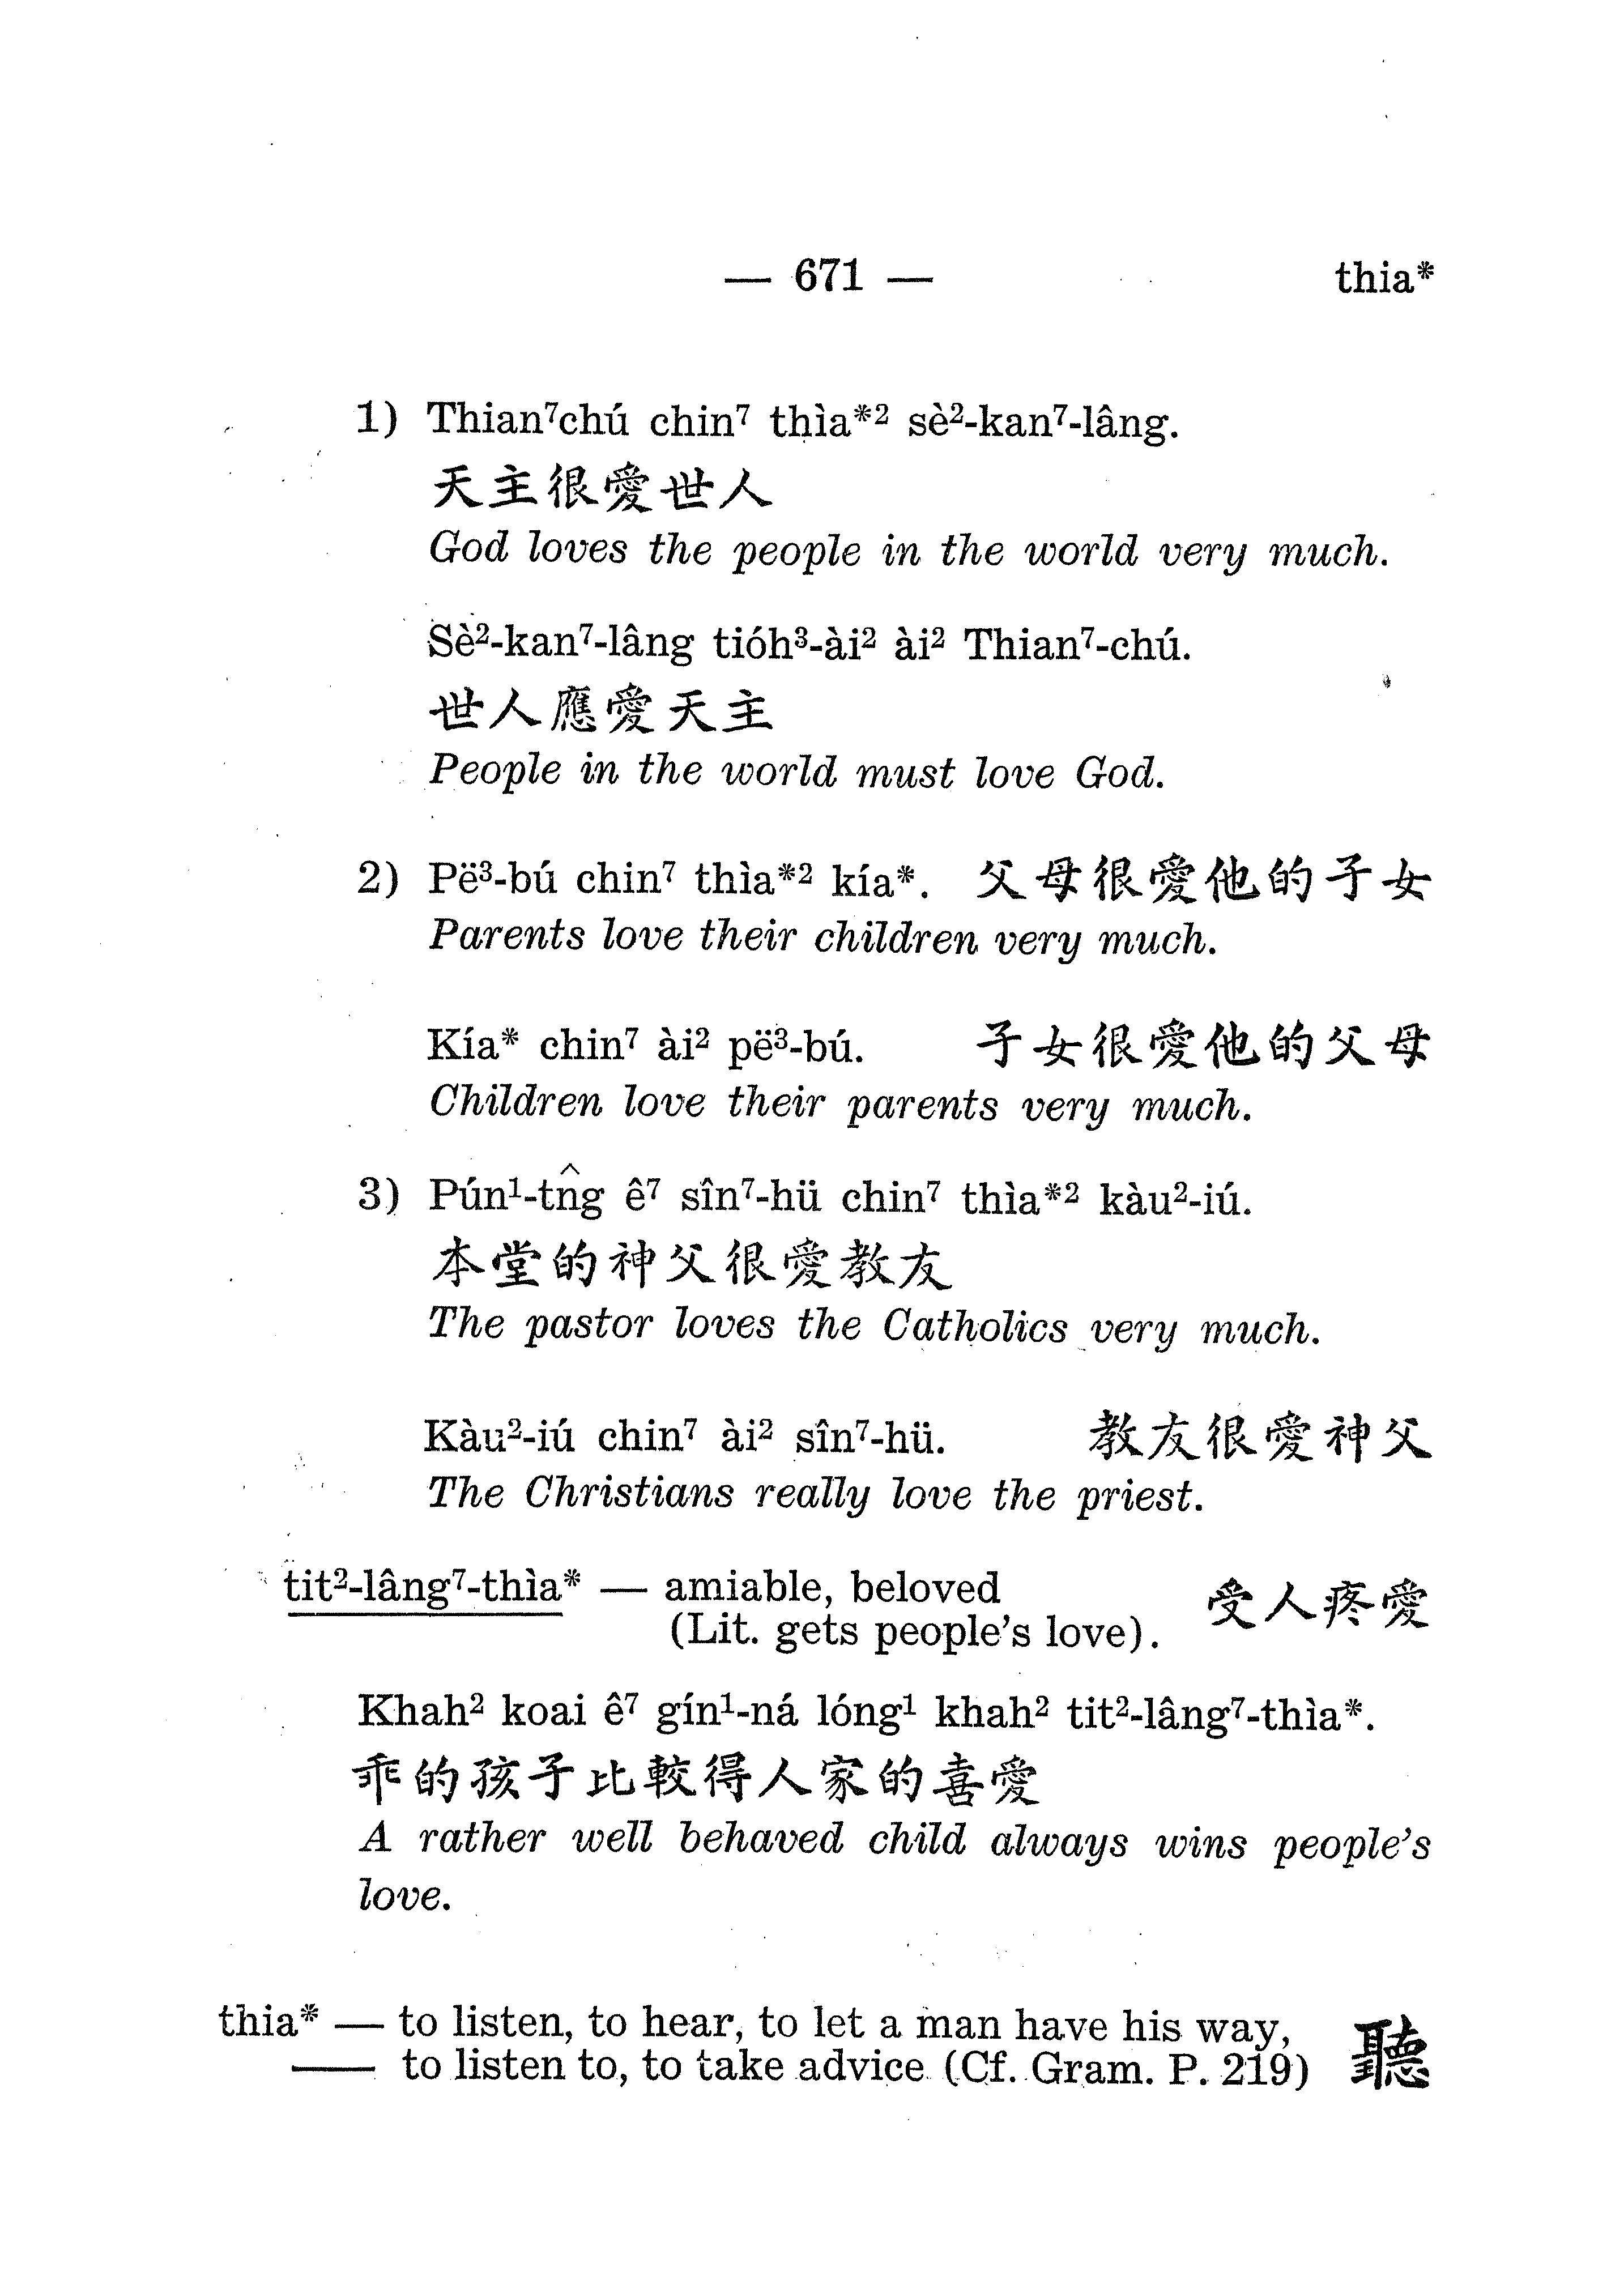 — 671 — thia*
1) Thian⁷chú chin⁷ thìa*² sè²-kan⁷-lâng.
天主很愛世人
God loves the people in the world very much.
Sè²-kan⁷-lâng tióh³-ài² ài² Thian⁷-chú.
世人應愛天主
People in the world must love God.
2) Pë³-bú chin⁷ thìa*² kía*. 父母很愛他的子女
Parents love their children very much.
Kía* chin⁷ ài² pë³-bú. 子女很愛他的父母
Children love their parents very much.
3) Pún¹-tn̂g ê⁷ sîn⁷-hü chin⁷ thìa*² kàu²-iú.
本堂的神父很愛教友
The pastor loves the Catholics very much.
Kàu²-iú chin⁷ ài² sîn⁷-hü. 教友很愛神父
The Christians really love the priest.
tit²-lâng⁷-thìa* — amiable, beloved 受人疼愛
(Lit. gets people's love).
Khah² koai ê⁷ gín¹-ná lóng¹ khah² tit²-lâng⁷-thìa*.
乖的孩子比較得人家的喜愛
A rather well behaved child always wins people's
love.
thia* — to listen, to hear, to let a man have his way, 聽
—— to listen to, to take advice (Cf. Gram. P. 219)